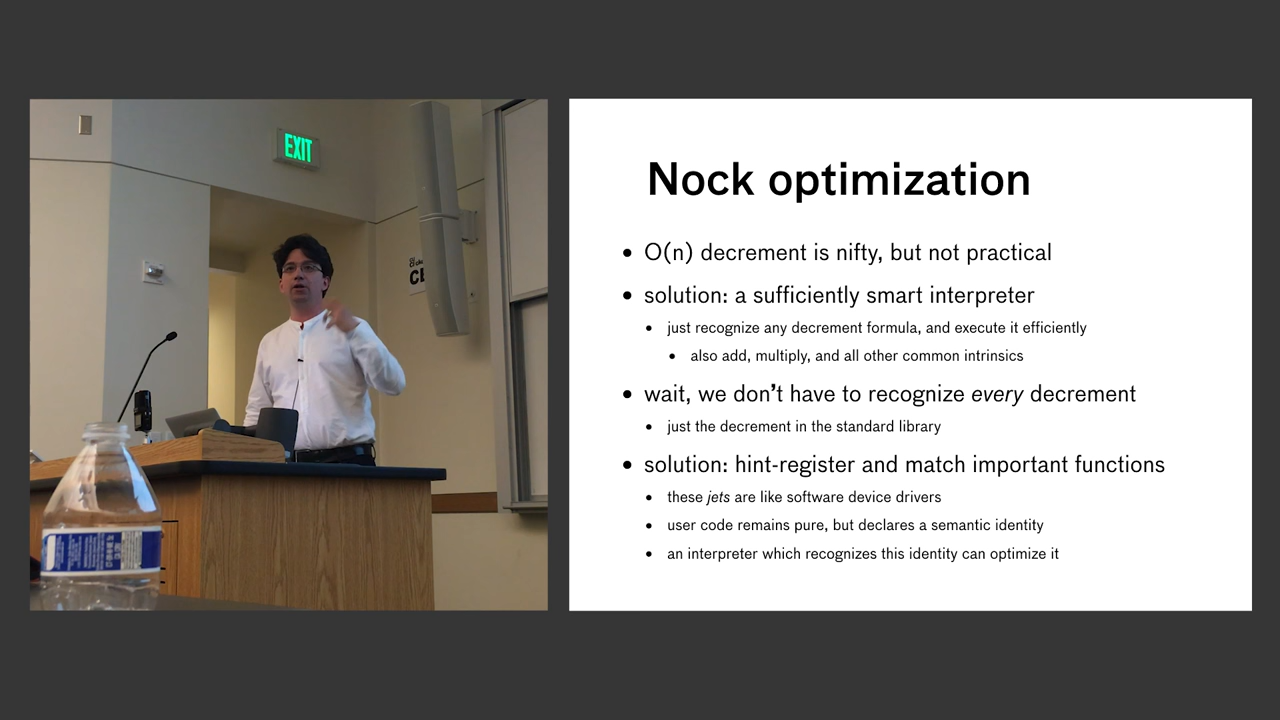 EXIT
CE
Nock optimization
• O(n) decrement is nifty, but not practical
• solution: a sufficiently smart interpreter
• just recognize any decrement formula, and execute it efficiently
• also add, multiply, and all other common intrinsics
• wait, we don’t have to recognize every decrement
• just the decrement in the standard library
• solution: hint-register and match important functions
• these jets are like software device drivers
• user code remains pure, but declares a semantic identity
• an interpreter which recognizes this identity can optimize it